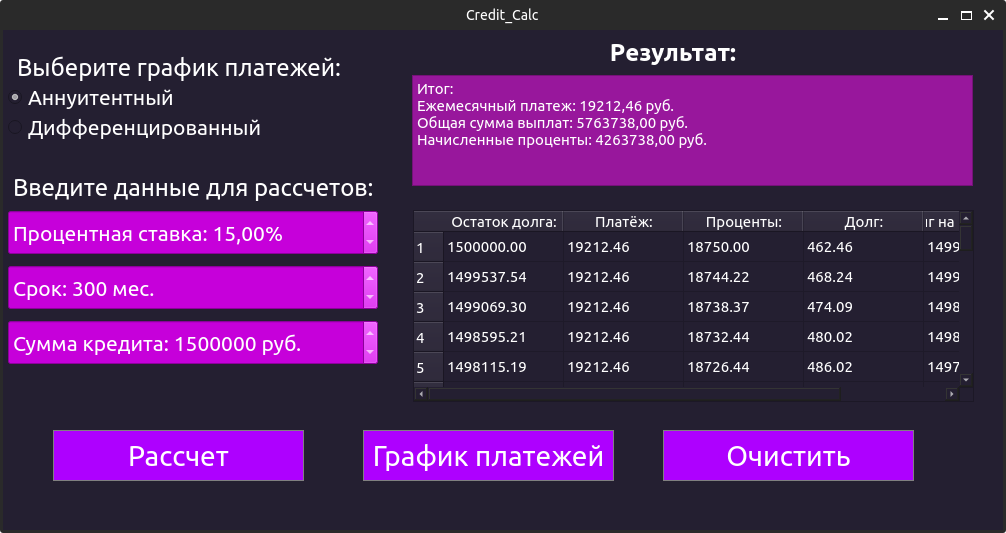 Credit_Calc
Выберите график платежей:
Аннуитентный
Дифференцированный
Введите данные для рассчетов:
Процентная ставка: 15,00%
Срок: 300 мес.
Сумма кредита: 1500000 руб.
Результат:
Итог:
Ежемесячный платеж: 19212,46 руб.
Общая сумма выплат: 5763738,00 руб.
Начисленные проценты: 4263738,00 руб.
Остаток долга: Платёж: Проценты: Долг: г на
1 1500000.00 19212.46 18750.00 462.46 1499
2 1499537.54 19212.46 18744.22 468.24 1499
3 1499069.30 19212.46 18738.37 474.09 1498
4 1498595.21 19212.46 18732.44 480.02 1498
5 1498115.19 19212.46 18726.44 486.02 1497
Рассчет График платежей Очистить